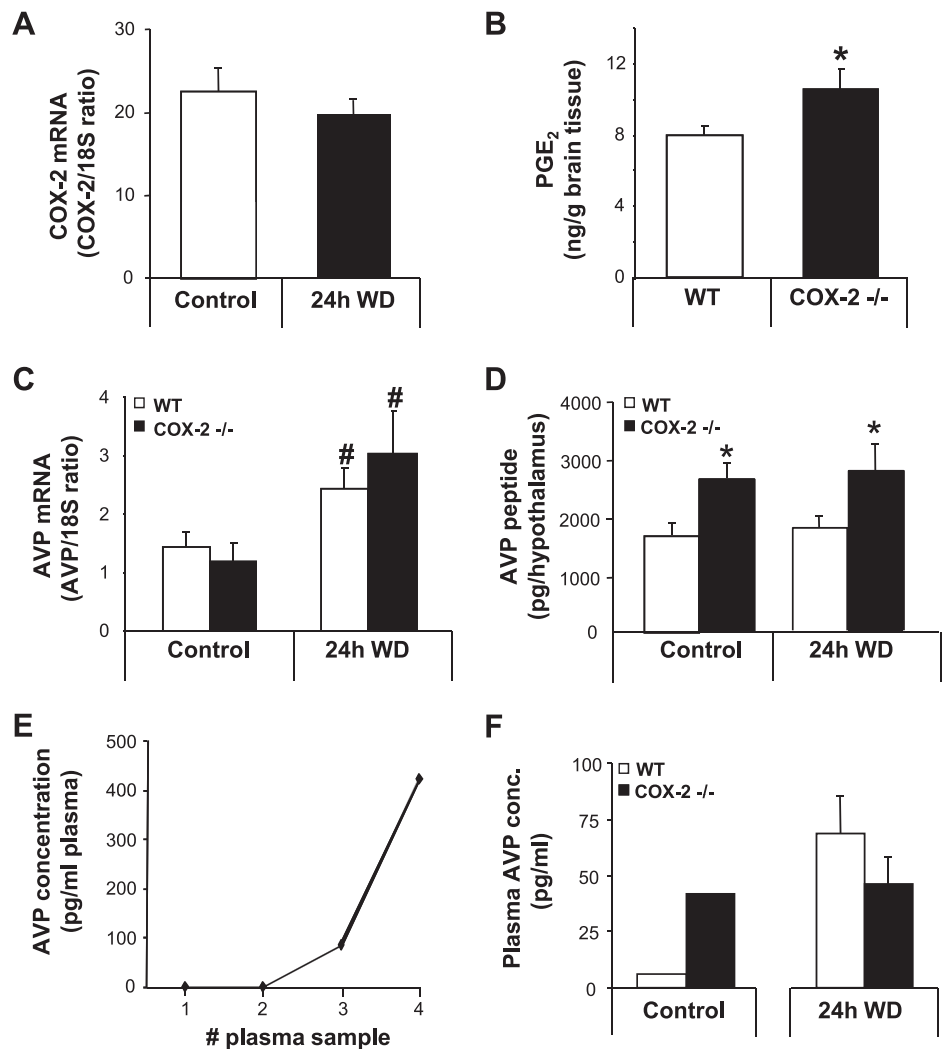 A
COX-2 mRNA
(COX-2/18S ratio)
30
20
10
0
Control
24h WD
B
PGE2
(ng/g brain tissue)
12
8
4
0
*
WT
COX-2 -/-
C
AVP mRNA
(AVP/18S ratio)
4
3
2
1
0
WT
COX-2 -/-
#
#
Control
24h WD
D
AVP peptide
(pg/hypothalamus)
4000
3000
2000
1000
0
WT
COX-2 -/-
*
*
Control
24h WD
E
AVP concentration
(pg/ml plasma)
500
400
300
200
100
0
1 2 3 4
# plasma sample
F
Plasma AVP conc.
(pg/ml)
100
75
50
25
0
WT
COX-2 -/-
Control
24h WD